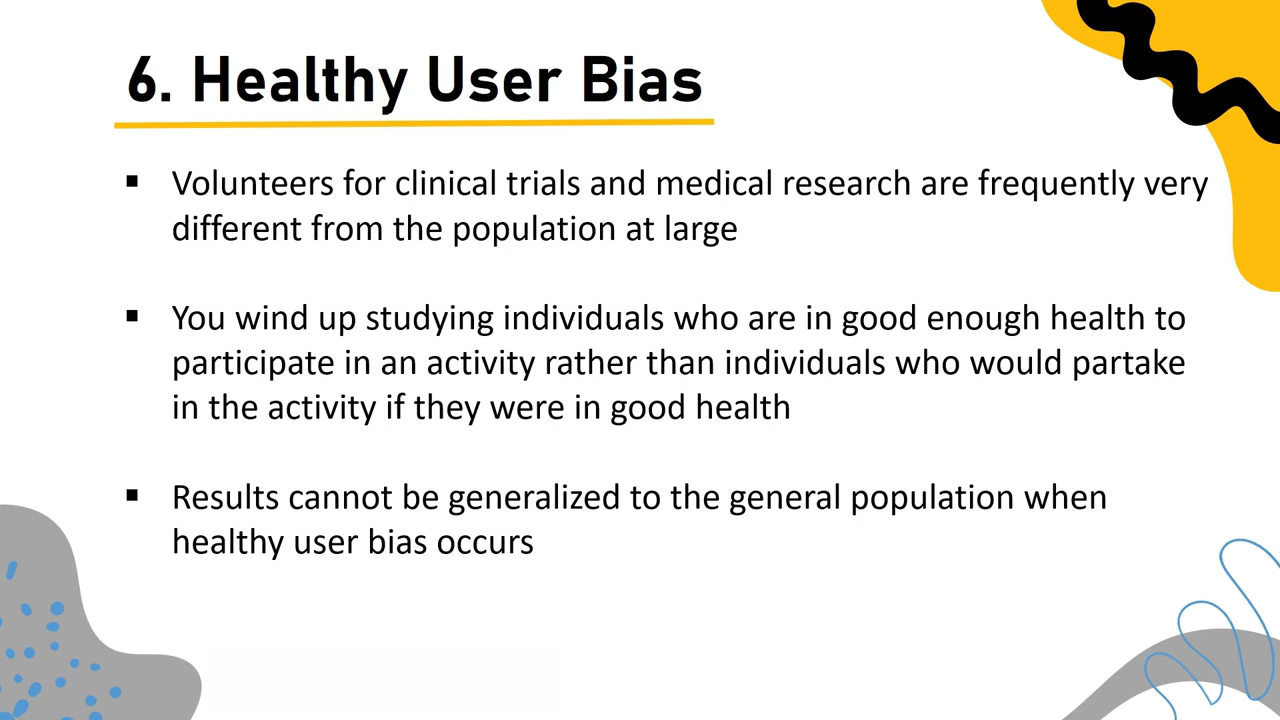 6. Healthy User Bias
▪ Volunteers for clinical trials and medical research are frequently very
different from the population at large
▪ You wind up studying individuals who are in good enough health to
participate in an activity rather than individuals who would partake
in the activity if they were in good health
▪ Results cannot be generalized to the general population when
healthy user bias occurs